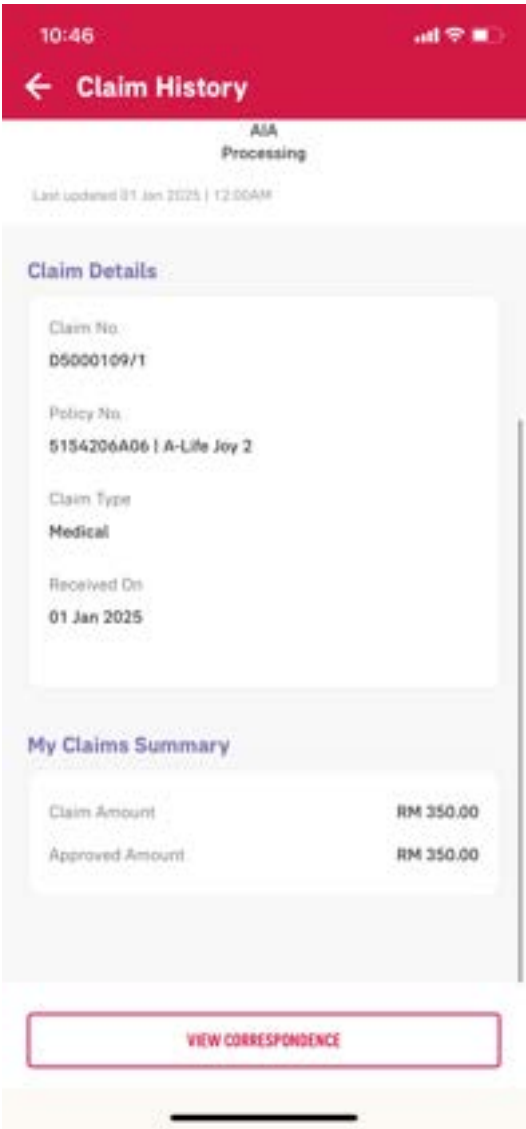 10:46
Claim History
AIA
Processing
Last updated 01 Jan 2025 | 12:00AM
Claim Details
Claim No.
D5000109/1
Policy No.
5154206A06 | A-Life Joy 2
Claim Type
Medical
Received On
01 Jan 2025
My Claims Summary
Claim Amount RM 350.00
Approved Amount RM 350.00
VIEW CORRESPONDENCE